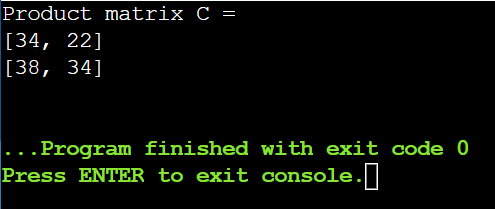 Product matrix C =
[34, 22]
[38, 34]
...Program finished with exit code 0
Press ENTER to exit console.